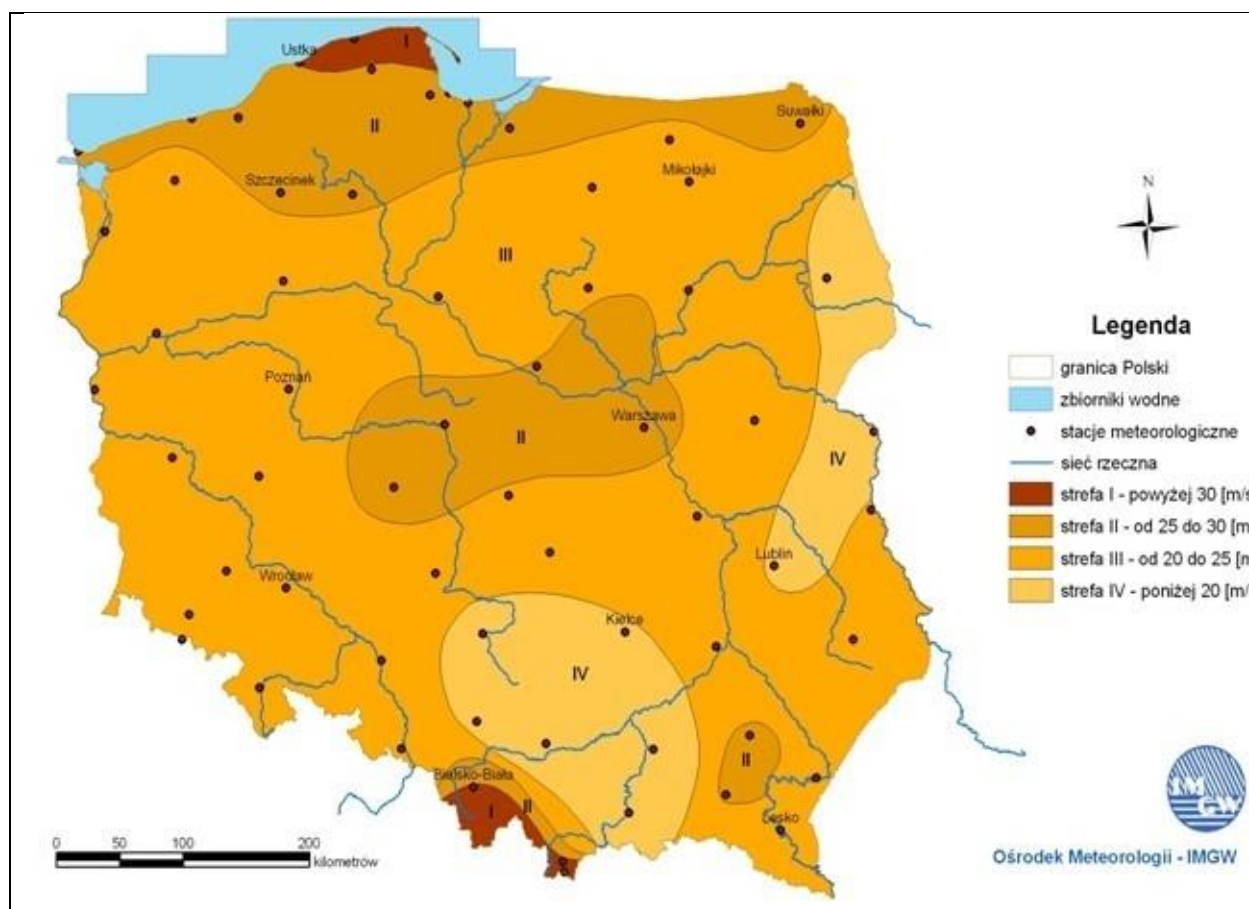 Ustka
I
Suwałki
II
Szczecinek
Mikołajki
N
III
Legenda
granica Polski
zbiorniki wodne
stacje meteorologiczne
sieć rzeczna
strefa I - powyżej 30 [m/s
strefa II - od 25 do 30 [m
strefa III - od 20 do 25 [m
strefa IV - poniżej 20 [m/
Poznań
Warszawa
II
IV
Lublin
Wrocław
Kielce
IV
II
Bielsko-Biała
I
II
Lesko
IM
GW
0 50 100 200
kilometrów
Ośrodek Meteorologii - IMGW